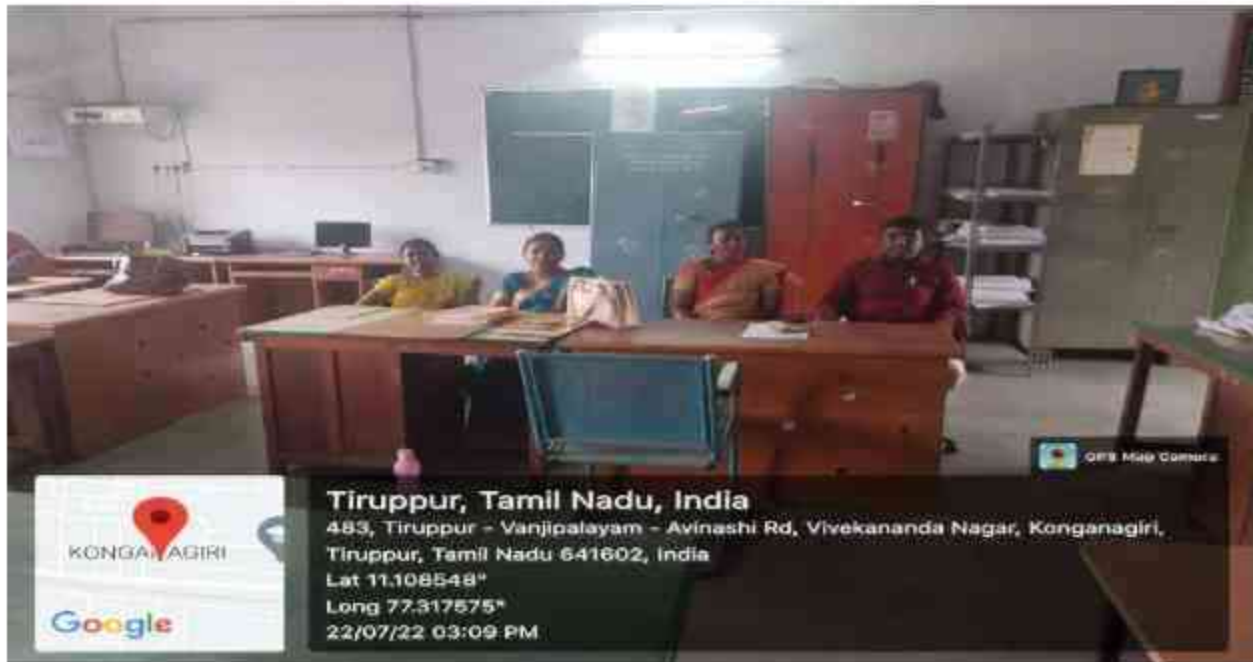 GPS Map Camera
KONGANAGIRI
Google
Tiruppur, Tamil Nadu, India
483, Tiruppur - Vanjipalayam - Avinashi Rd, Vivekananda Nagar, Konganagiri,
Tiruppur, Tamil Nadu 641602, India
Lat 11.108548°
Long 77.317575°
22/07/22 03:09 PM